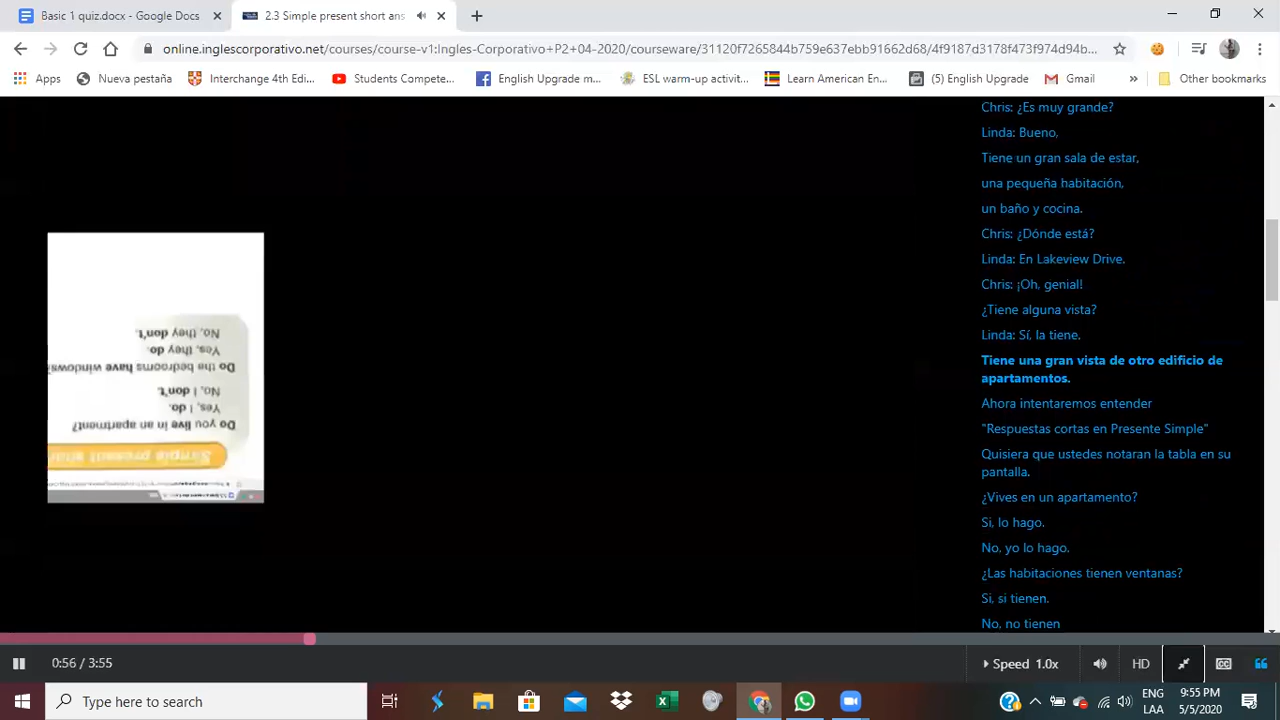 Basic 1 quiz.docx - Google Docs
2.3 Simple present short ans
online.inglescorporativo.net/courses/course-v1:Ingles-Corporativo+P2+04-2020/courseware/31120f7265844b759e637ebb91662d68/4f9187d3178f473f974d94b...
Apps
Nueva pestaña
Interchange 4th Edi...
Students Compete...
English Upgrade m...
ESL warm-up activit...
Learn American En...
(5) English Upgrade
Gmail
»
Other bookmarks
Chris: ¿Es muy grande?
Linda: Bueno,
Tiene un gran sala de estar,
una pequeña habitación,
un baño y cocina.
Chris: ¿Dónde está?
Linda: En Lakeview Drive.
Chris: ¡Oh, genial!
¿Tiene alguna vista?
Linda: Sí, la tiene.
Tiene una gran vista de otro edificio de
apartamentos.
Ahora intentaremos entender
"Respuestas cortas en Presente Simple"
Quisiera que ustedes notaran la tabla en su
pantalla.
¿Vives en un apartamento?
Si, lo hago.
No, yo lo hago.
¿Las habitaciones tienen ventanas?
Si, si tienen.
No, no tienen
Simple present
Do you live in an apartment?
Yes, I do.
No, I don't.
Do the bedrooms have windows?
Yes, they do.
No, they don't.
0:56 / 3:55
Speed 1.0x
HD
Type here to search
ENG
LAA
9:55 PM
5/5/2020